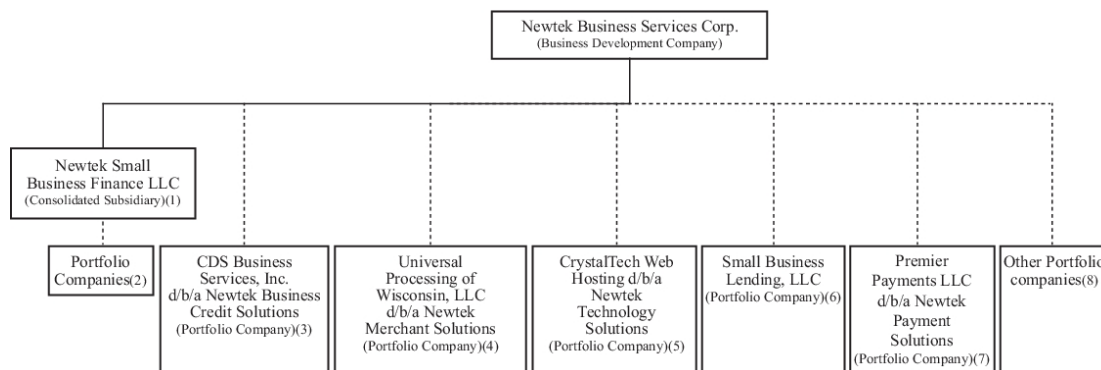 Newtek Business Services Corp.
(Business Development Company)
Newtek Small
Business Finance LLC
(Consolidated Subsidiary)(1)
Portfolio
Companies(2)
CDS Business
Services, Inc.
d/b/a Newtek Business
Credit Solutions
(Portfolio Company)(3)
Universal
Processing of
Wisconsin, LLC
d/b/a Newtek
Merchant Solutions
(Portfolio Company)(4)
CrystalTech Web
Hosting d/b/a
Newtek
Technology
Solutions
(Portfolio Company)(5)
Small Business
Lending, LLC
(Portfolio Company)(6)
Premier
Payments LLC
d/b/a Newtek
Payment
Solutions
(Portfolio Company)(7)
Other Portfolio
companies(8)